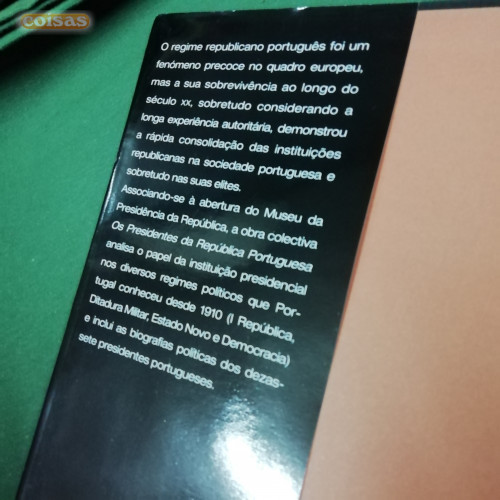 coisas
O regime republicano português foi um
fenómeno precoce no quadro europeu,
mas a sua sobrevivência ao longo do
século XX, sobretudo considerando a
longa experiência autoritária, demonstrou
a rápida consolidação das instituições
republicanas na sociedade portuguesa e
sobretudo nas suas elites.
Associando-se à abertura do Museu da
Presidência da República, a obra colectiva
Os Presidentes da República Portuguesa
analisa o papel da instituição presidencial
nos diversos regimes políticos que Por-
tugal conheceu desde 1910 (I República,
Ditadura Militar, Estado Novo e Democracia)
e inclui as biografias políticas dos dezas-
sete presidentes portugueses.